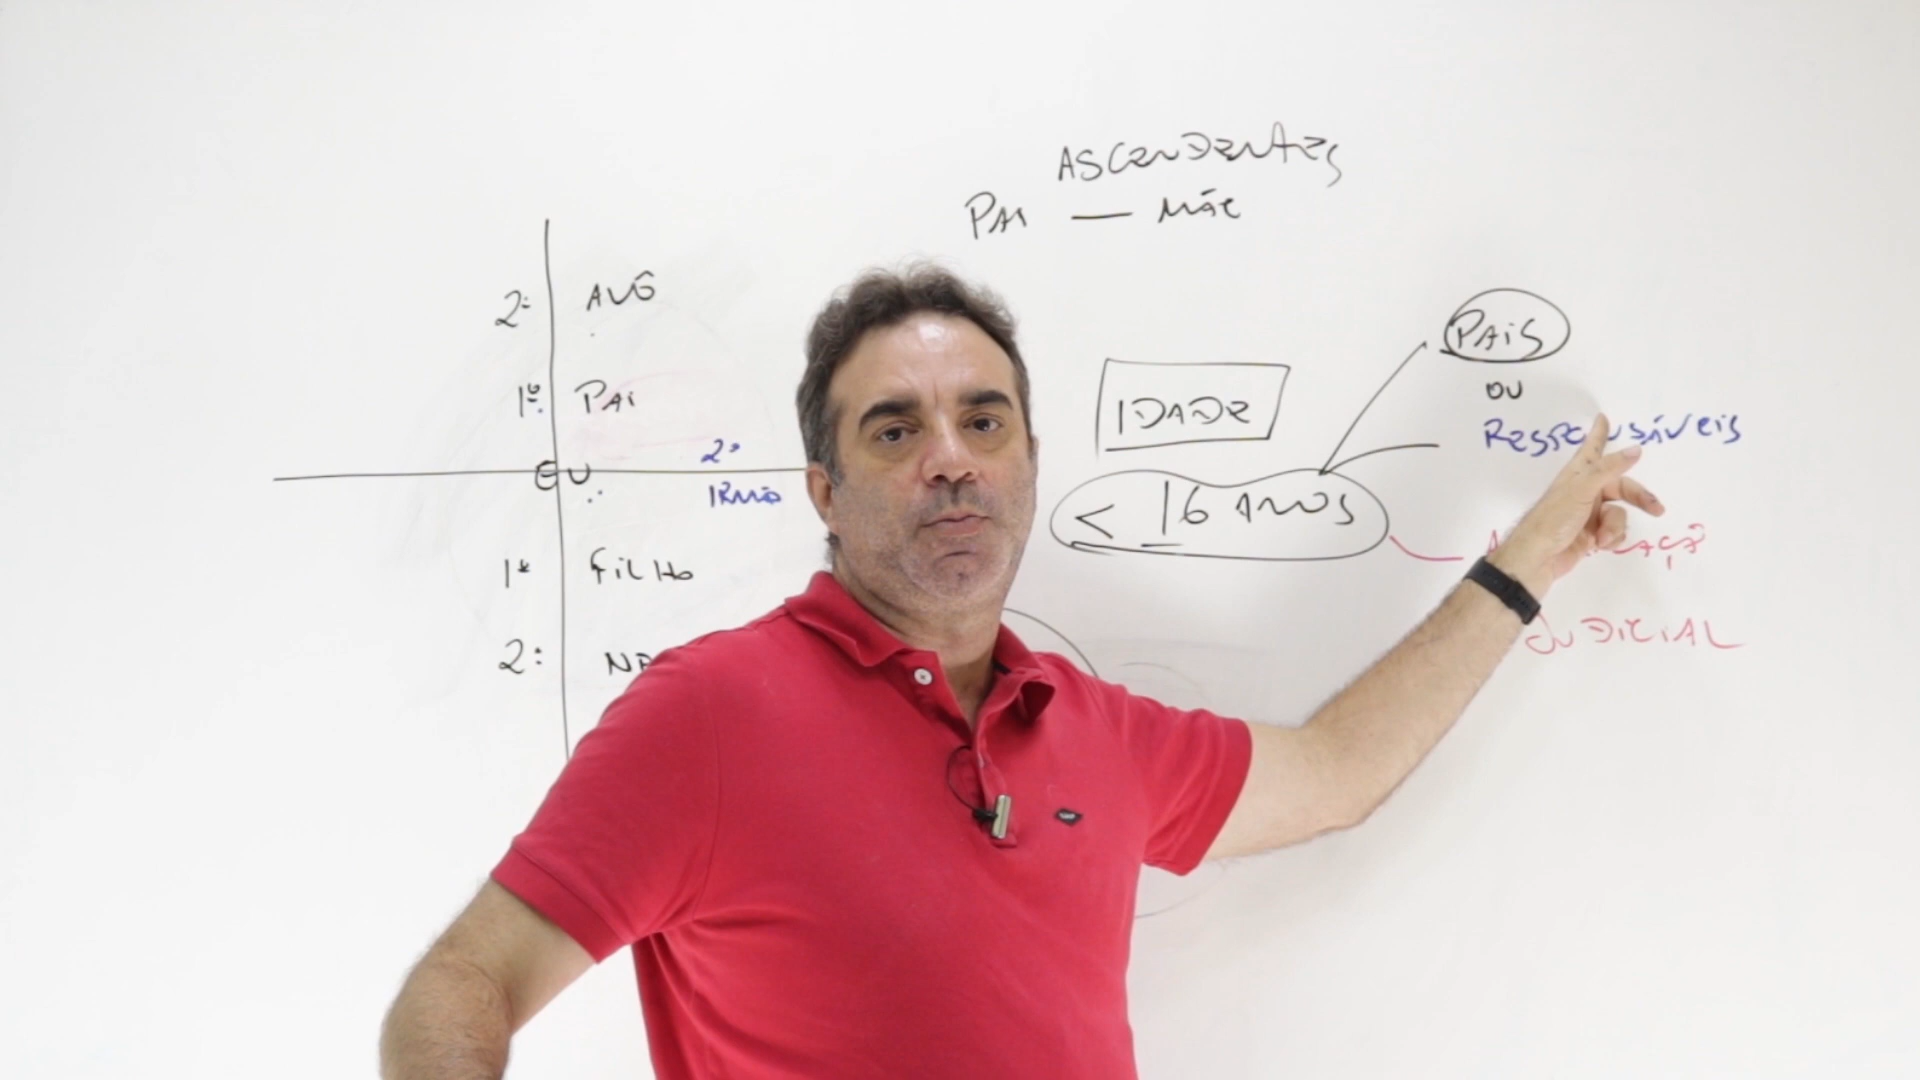 ASCENDENTES
PAI — MÃE
2º AVÔ
1º PAI
EU
2º
IRMÃO
1º FILHO
2º
IDADE
< 16 ANOS
PAIS
OU
RESPONSÁVEIS
JUDICIAL